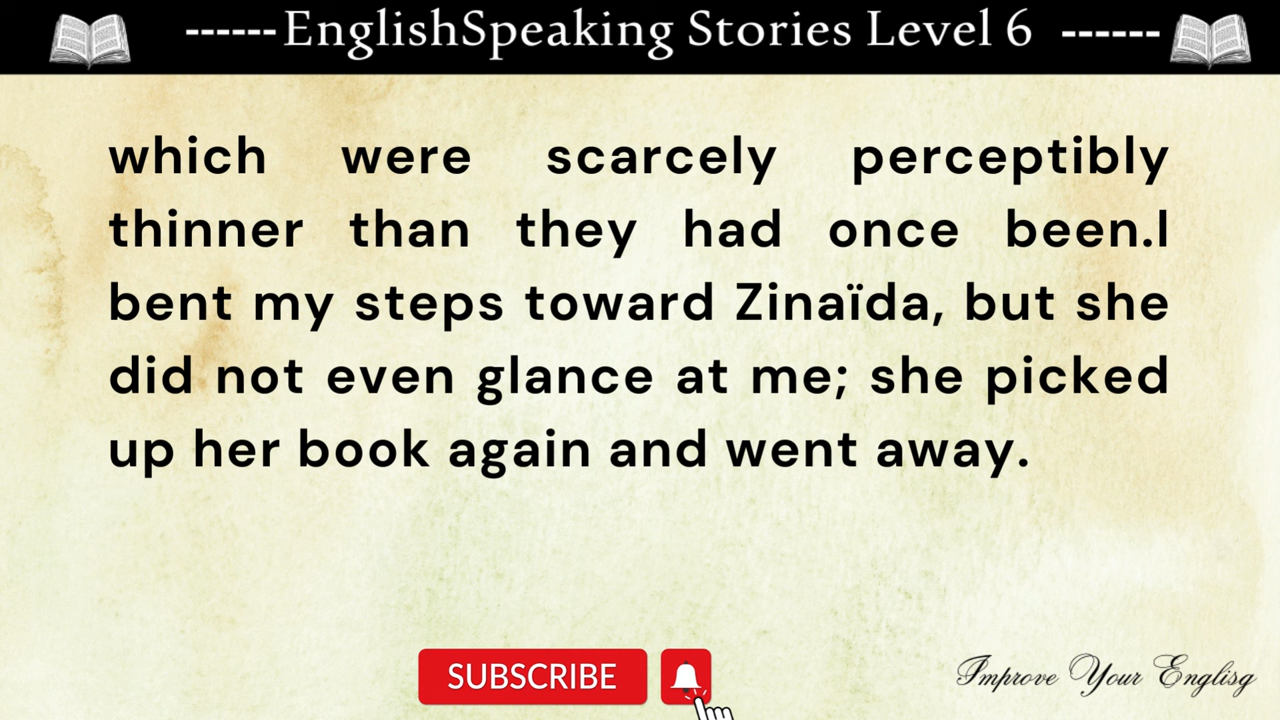 ------EnglishSpeaking Stories Level 6 ------
which were scarcely perceptibly
thinner than they had once been.I
bent my steps toward Zinaïda, but she
did not even glance at me; she picked
up her book again and went away.
SUBSCRIBE
Improve Your Englisg